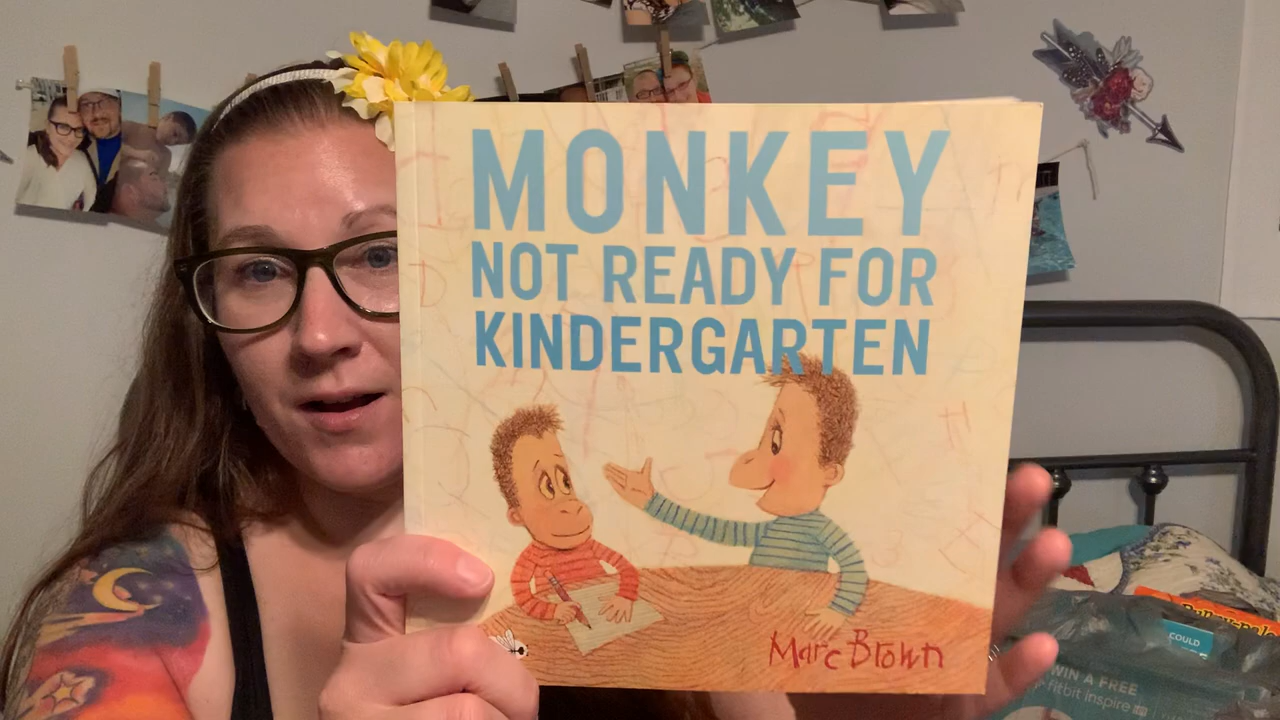 MONKEY
NOT READY FOR
KINDERGARTEN
Marc Brown
COULD
WIN A FREE
fitbit inspire